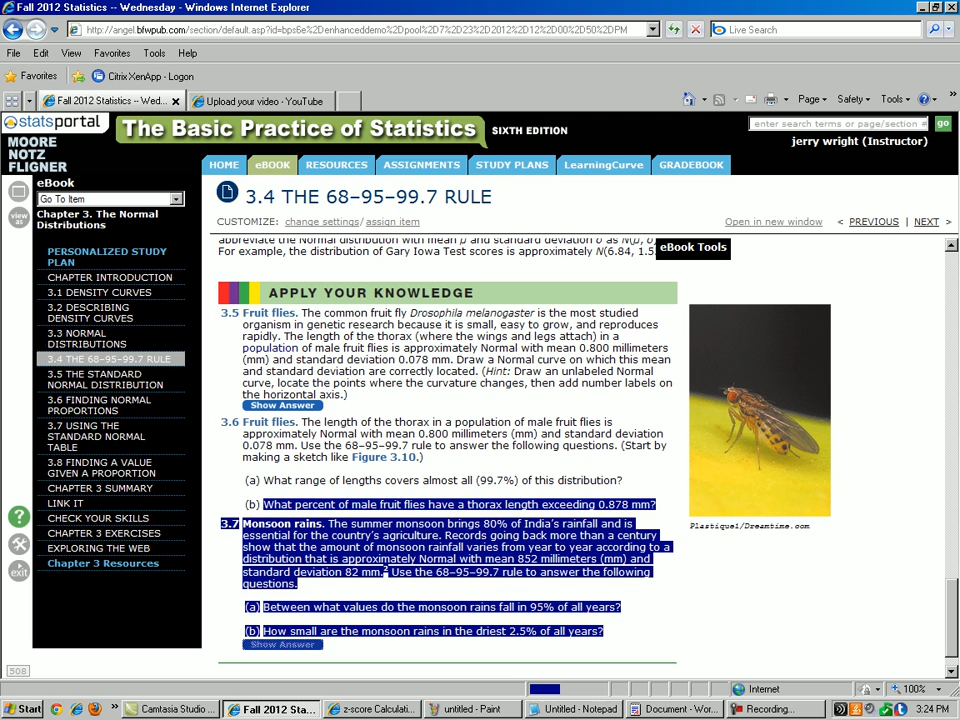 Fall 2012 Statistics -- Wednesday - Windows Internet Explorer
http://angel.bfwpub.com/section/default.asp?id=bps6e%2Denhanceddemo%2Dpool%2D7%2D23%2D2012%2D12%2D00%2D50%2DPM
Live Search
File Edit View Favorites Tools Help
Favorites Citrix XenApp - Logon
Fall 2012 Statistics -- Wed... x Upload your video - YouTube
Page Safety Tools
statsportal
The Basic Practice of Statistics SIXTH EDITION
enter search terms or page/section # go
MOORE
NOTZ
FLIGNER
jerry wright (Instructor)
HOME eBOOK RESOURCES ASSIGNMENTS STUDY PLANS LearningCurve GRADEBOOK
eBook
Go To Item
view as
Chapter 3. The Normal
Distributions
PERSONALIZED STUDY
PLAN
CHAPTER INTRODUCTION
3.1 DENSITY CURVES
3.2 DESCRIBING
DENSITY CURVES
3.3 NORMAL
DISTRIBUTIONS
3.4 THE 68–95–99.7 RULE
3.5 THE STANDARD
NORMAL DISTRIBUTION
3.6 FINDING NORMAL
PROPORTIONS
3.7 USING THE
STANDARD NORMAL
TABLE
3.8 FINDING A VALUE
GIVEN A PROPORTION
CHAPTER 3 SUMMARY
LINK IT
CHECK YOUR SKILLS
CHAPTER 3 EXERCISES
EXPLORING THE WEB
Chapter 3 Resources
?
exit
508
3.4 THE 68–95–99.7 RULE
CUSTOMIZE: change settings/ assign item
Open in new window < PREVIOUS | NEXT >
abbreviate the Normal distribution with mean μ and standard deviation σ as N(μ, σ
For example, the distribution of Gary Iowa Test scores is approximately N(6.84, 1.5
eBook Tools
APPLY YOUR KNOWLEDGE
3.5 Fruit flies. The common fruit fly Drosophila melanogaster is the most studied
organism in genetic research because it is small, easy to grow, and reproduces
rapidly. The length of the thorax (where the wings and legs attach) in a
population of male fruit flies is approximately Normal with mean 0.800 millimeters
(mm) and standard deviation 0.078 mm. Draw a Normal curve on which this mean
and standard deviation are correctly located. (Hint: Draw an unlabeled Normal
curve, locate the points where the curvature changes, then add number labels on
the horizontal axis.)
Show Answer
3.6 Fruit flies. The length of the thorax in a population of male fruit flies is
approximately Normal with mean 0.800 millimeters (mm) and standard deviation
0.078 mm. Use the 68–95–99.7 rule to answer the following questions. (Start by
making a sketch like Figure 3.10.)
(a) What range of lengths covers almost all (99.7%) of this distribution?
(b) What percent of male fruit flies have a thorax length exceeding 0.878 mm?
3.7 Monsoon rains. The summer monsoon brings 80% of India's rainfall and is
essential for the country's agriculture. Records going back more than a century
show that the amount of monsoon rainfall varies from year to year according to a
distribution that is approximately Normal with mean 852 millimeters (mm) and
standard deviation 82 mm.2 Use the 68–95–99.7 rule to answer the following
questions.
(a) Between what values do the monsoon rains fall in 95% of all years?
(b) How small are the monsoon rains in the driest 2.5% of all years?
Show Answer
Plastique1/Dreamtime.com
Internet 100%
Start Camtasia Studio Fall 2012 Sta... z-score Calculati... untitled - Paint Untitled - Notepad Document - Wor... Recording... 3:24 PM